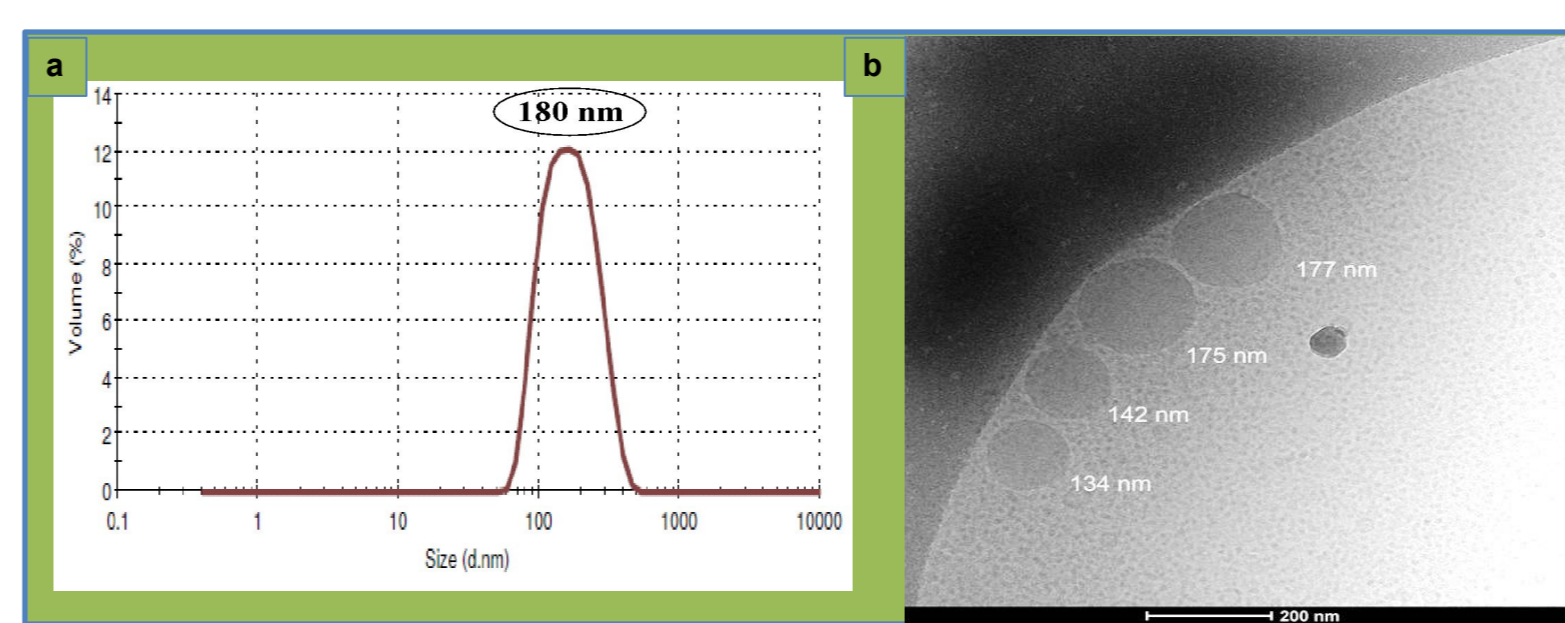 a
b
180 nm
14
12
10
8
6
4
2
0
Volume (%)
0.1 1 10 100 1000 10000
Size (d.nm)
177 nm
175 nm
142 nm
134 nm
200 nm